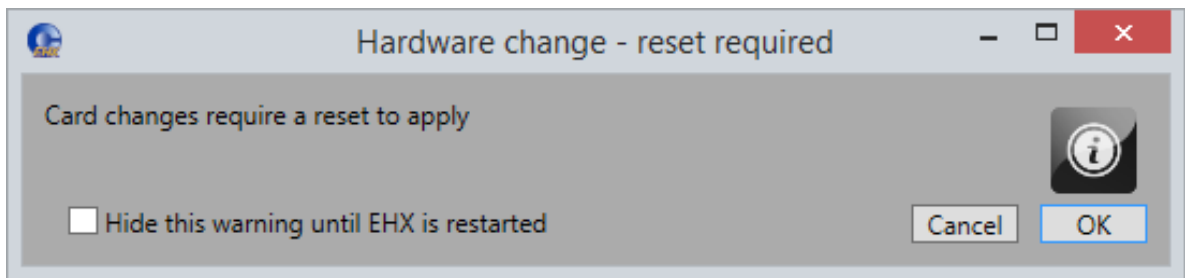 Hardware change - reset required
Card changes require a reset to apply
Hide this warning until EHX is restarted
Cancel
OK